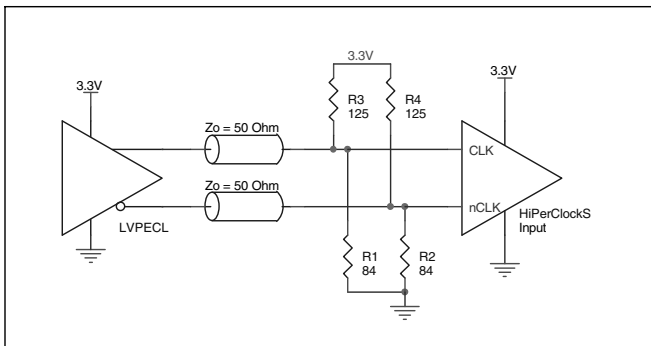 3.3V
3.3V
3.3V
R3
125
R4
125
Zo = 50 Ohm
CLK
Zo = 50 Ohm
nCLK
LVPECL
HiPerClockS
Input
R1
84
R2
84